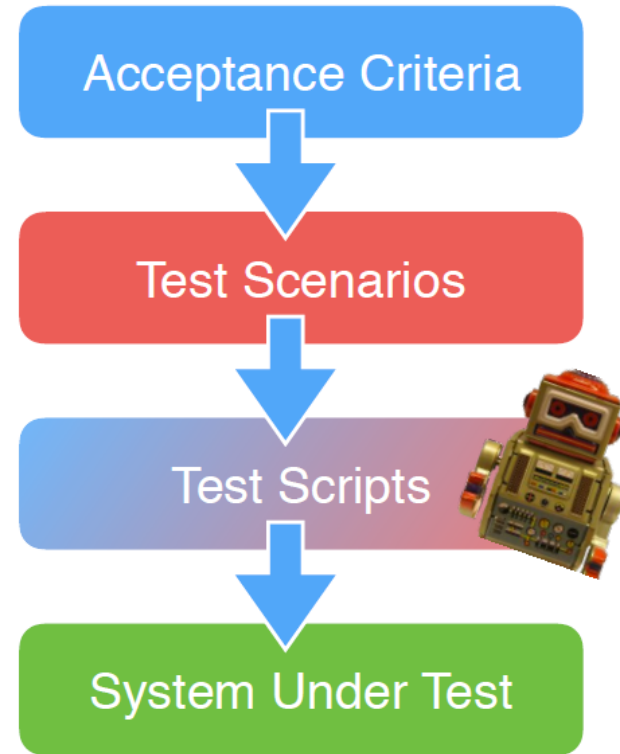 Acceptance Criteria
Test Scenarios
Test Scripts
System Under Test